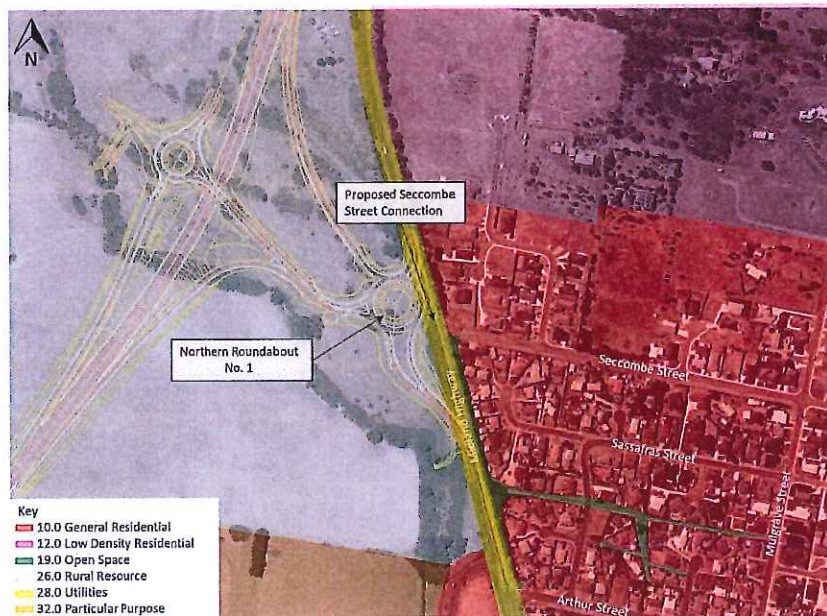 N
Proposed Seccombe
Street Connection
Northern Roundabout
No. 1
Seccombe Street
Sassafras Street
Mulgrave Street
Arthur Street
Midland Highway
Key
10.0 General Residential
12.0 Low Density Residential
19.0 Open Space
26.0 Rural Resource
28.0 Utilities
32.0 Particular Purpose